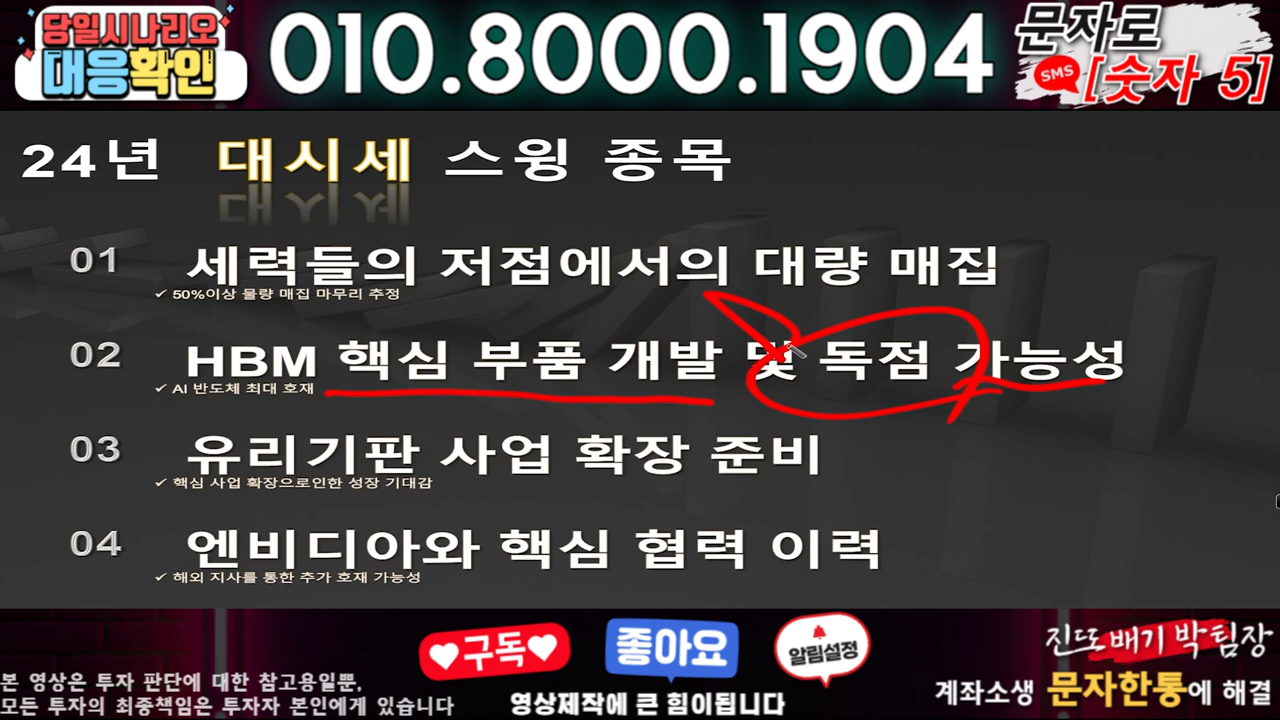 당일시나리오
대응확인
010.8000.1904
문자로
SMS [숫자 5]
24년 대시세 스윙 종목
01 세력들의 저점에서의 대량 매집
✓ 50%이상 물량 매집 마무리 추정
02 HBM 핵심 부품 개발 및 독점 가능성
✓ AI 반도체 최대 호재
03 유리기판 사업 확장 준비
✓ 핵심 사업 확장으로인한 성장 기대감
04 엔비디아와 핵심 협력 이력
✓ 해외 지사를 통한 추가 호재 가능성
구독
좋아요
알림설정
영상제작에 큰 힘이됩니다
본 영상은 투자 판단에 대한 참고용일뿐,
모든 투자의 최종책임은 투자자 본인에게 있습니다
진또배기 박팀장
계좌소생 문자한통에 해결